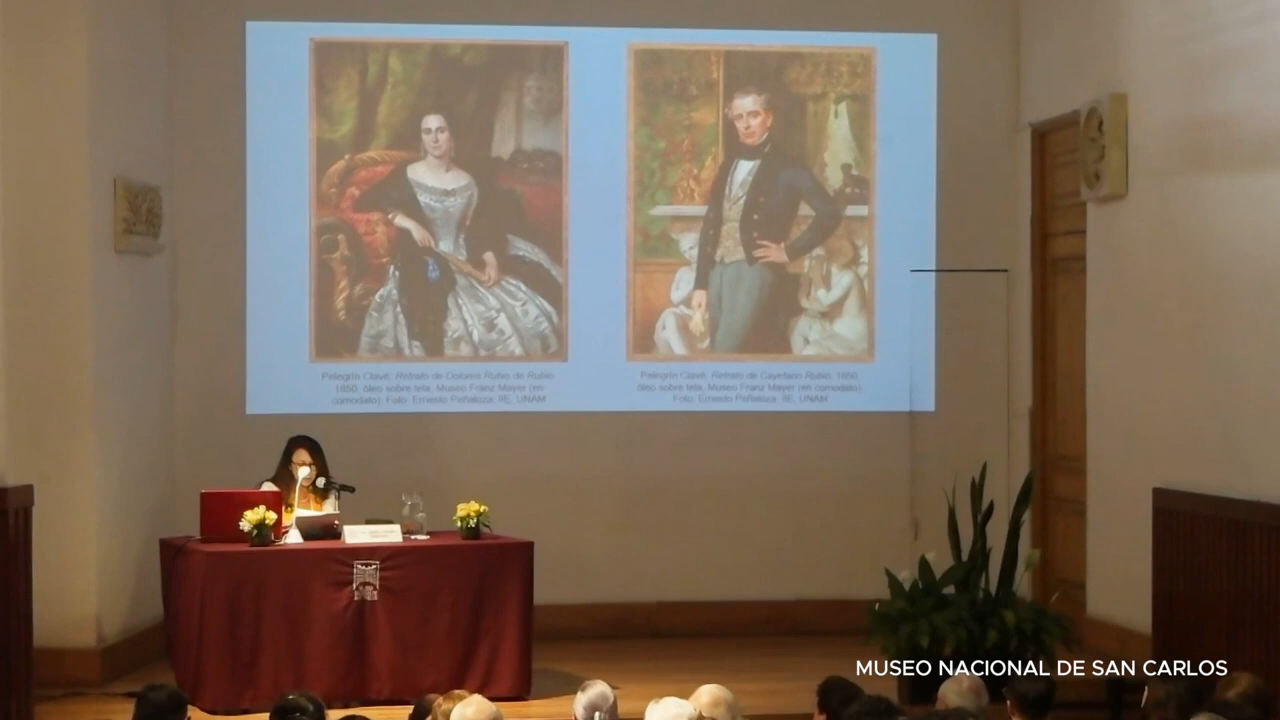 Pelegrín Clavé, Retrato de Dolores Rubio de Rubio,
1850, óleo sobre tela, Museo Franz Mayer (en
comodato). Foto: Ernesto Peñaloza, IIE, UNAM
Pelegrín Clavé, Retrato de Cayetano Rubio, 1850,
óleo sobre tela, Museo Franz Mayer (en comodato).
Foto: Ernesto Peñaloza, IIE, UNAM
MUSEO NACIONAL DE SAN CARLOS